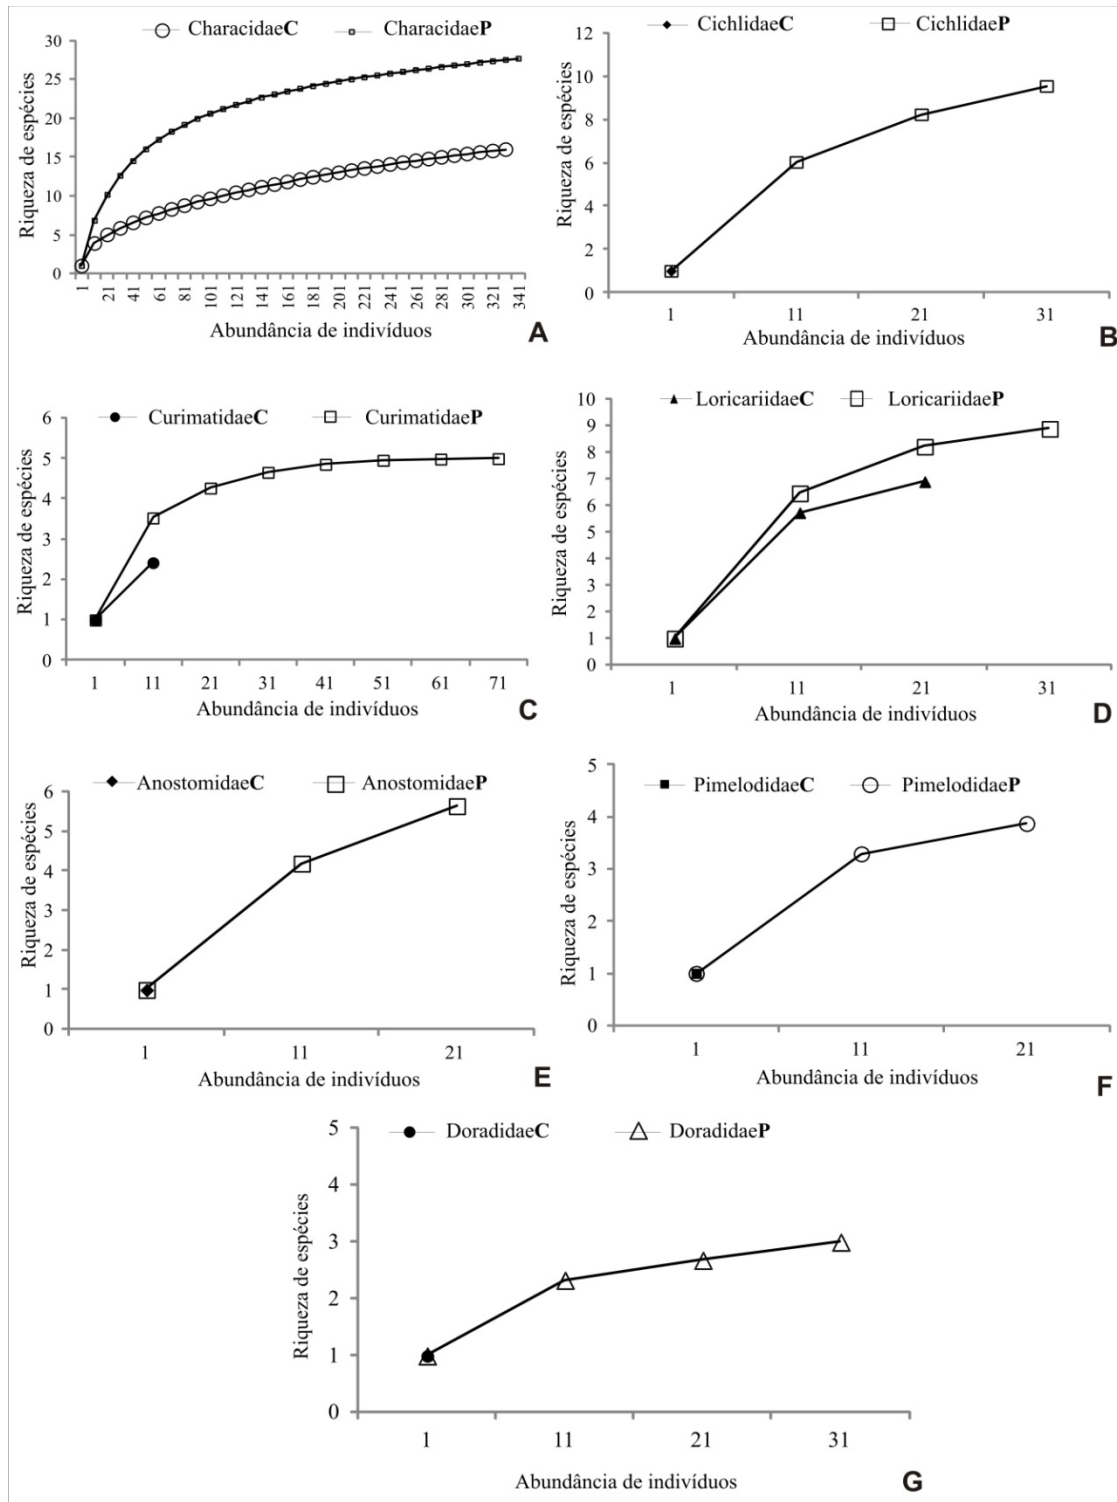 CharacidaeC CharacidaeP
Riqueza de espécies
30
25
20
15
10
5
0
1 21 41 61 81 101 121 141 161 181 201 221 241 261 281 301 321 341
Abundância de indivíduos
A
CichlidaeC CichlidaeP
Riqueza de espécies
12
10
8
6
4
2
0
1 11 21 31
Abundância de indivíduos
B
CurimatidaeC CurimatidaeP
Riqueza de espécies
6
5
4
3
2
1
0
1 11 21 31 41 51 61 71
Abundância de indivíduos
C
LoricariidaeC LoricariidaeP
Riqueza de espécies
10
9
8
7
6
5
4
3
2
1
0
1 11 21 31
Abundância de indivíduos
D
AnostomidaeC AnostomidaeP
Riqueza de espécies
6
5
4
3
2
1
0
1 11 21
Abundância de indivíduos
E
PimelodidaeC PimelodidaeP
Riqueza de espécies
5
4
3
2
1
0
1 11 21
Abundância de indivíduos
F
DoradidaeC DoradidaeP
Riqueza de espécies
5
4
3
2
1
0
1 11 21 31
Abundância de indivíduos
G